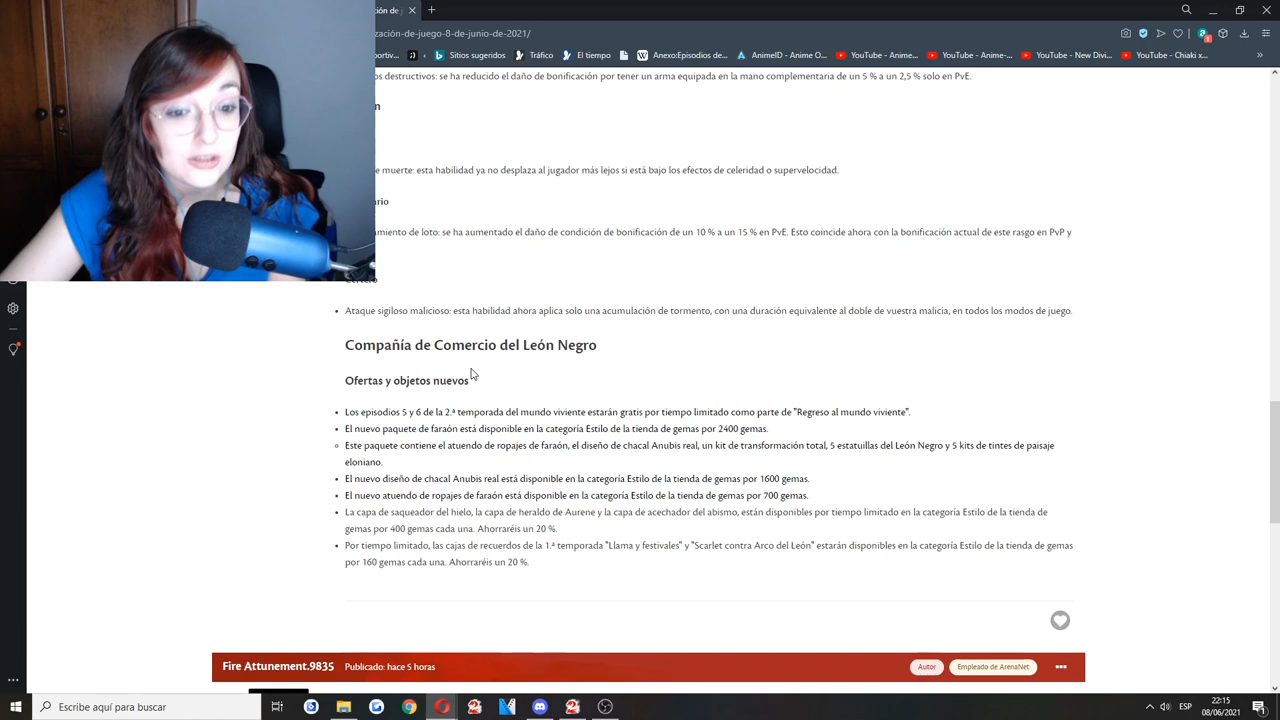 ción de
ización-de-juego-8-de-junio-de-2021/
portiv...
Sitios sugeridos
Tráfico
El tiempo
Anexo:Episodios de...
AnimeID - Anime O...
YouTube - Anime...
YouTube - Anime-...
YouTube - New Divi...
YouTube - Chiaki x...
os destructivos: se ha reducido el daño de bonificación por tener un arma equipada en la mano complementaria de un 5 % a un 2,5 % solo en PvE.
n
e muerte: esta habilidad ya no desplaza al jugador más lejos si está bajo los efectos de celeridad o supervelocidad.
ario
amiento de loto: se ha aumentado el daño de condición de bonificación de un 10 % a un 15 % en PvE. Esto coincide ahora con la bonificación actual de este rasgo en PvP y
Certero
Ataque sigiloso malicioso: esta habilidad ahora aplica solo una acumulación de tormento, con una duración equivalente al doble de vuestra malicia, en todos los modos de juego.
Compañía de Comercio del León Negro
Ofertas y objetos nuevos
Los episodios 5 y 6 de la 2.ª temporada del mundo viviente estarán gratis por tiempo limitado como parte de "Regreso al mundo viviente".
El nuevo paquete de faraón está disponible en la categoría Estilo de la tienda de gemas por 2400 gemas.
Este paquete contiene el atuendo de ropajes de faraón, el diseño de chacal Anubis real, un kit de transformación total, 5 estatuillas del León Negro y 5 kits de tintes de paisaje
eloniano.
El nuevo diseño de chacal Anubis real está disponible en la categoría Estilo de la tienda de gemas por 1600 gemas.
El nuevo atuendo de ropajes de faraón está disponible en la categoría Estilo de la tienda de gemas por 700 gemas.
La capa de saqueador del hielo, la capa de heraldo de Aurene y la capa de acechador del abismo, están disponibles por tiempo limitado en la categoría Estilo de la tienda de
gemas por 400 gemas cada una. Ahorraréis un 20 %.
Por tiempo limitado, las cajas de recuerdos de la 1.ª temporada "Llama y festivales" y "Scarlet contra Arco del León" estarán disponibles en la categoría Estilo de la tienda de gemas
por 160 gemas cada una. Ahorraréis un 20 %.
Fire Attunement.9835
Publicado: hace 5 horas
Autor
Empleado de ArenaNet
Escribe aquí para buscar
ESP
22:15
08/06/2021